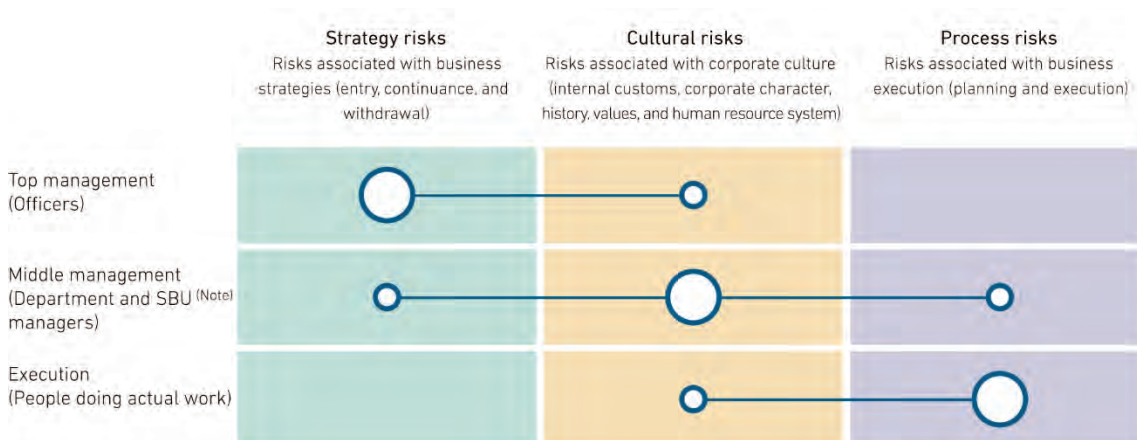 Strategy risks
Risks associated with business
strategies (entry, continuance, and
withdrawal)
Cultural risks
Risks associated with corporate culture
(internal customs, corporate character,
history, values, and human resource system)
Process risks
Risks associated with business
execution (planning and execution)
Top management
(Officers)
Middle management
(Department and SBU (Note)
managers)
Execution
(People doing actual work)